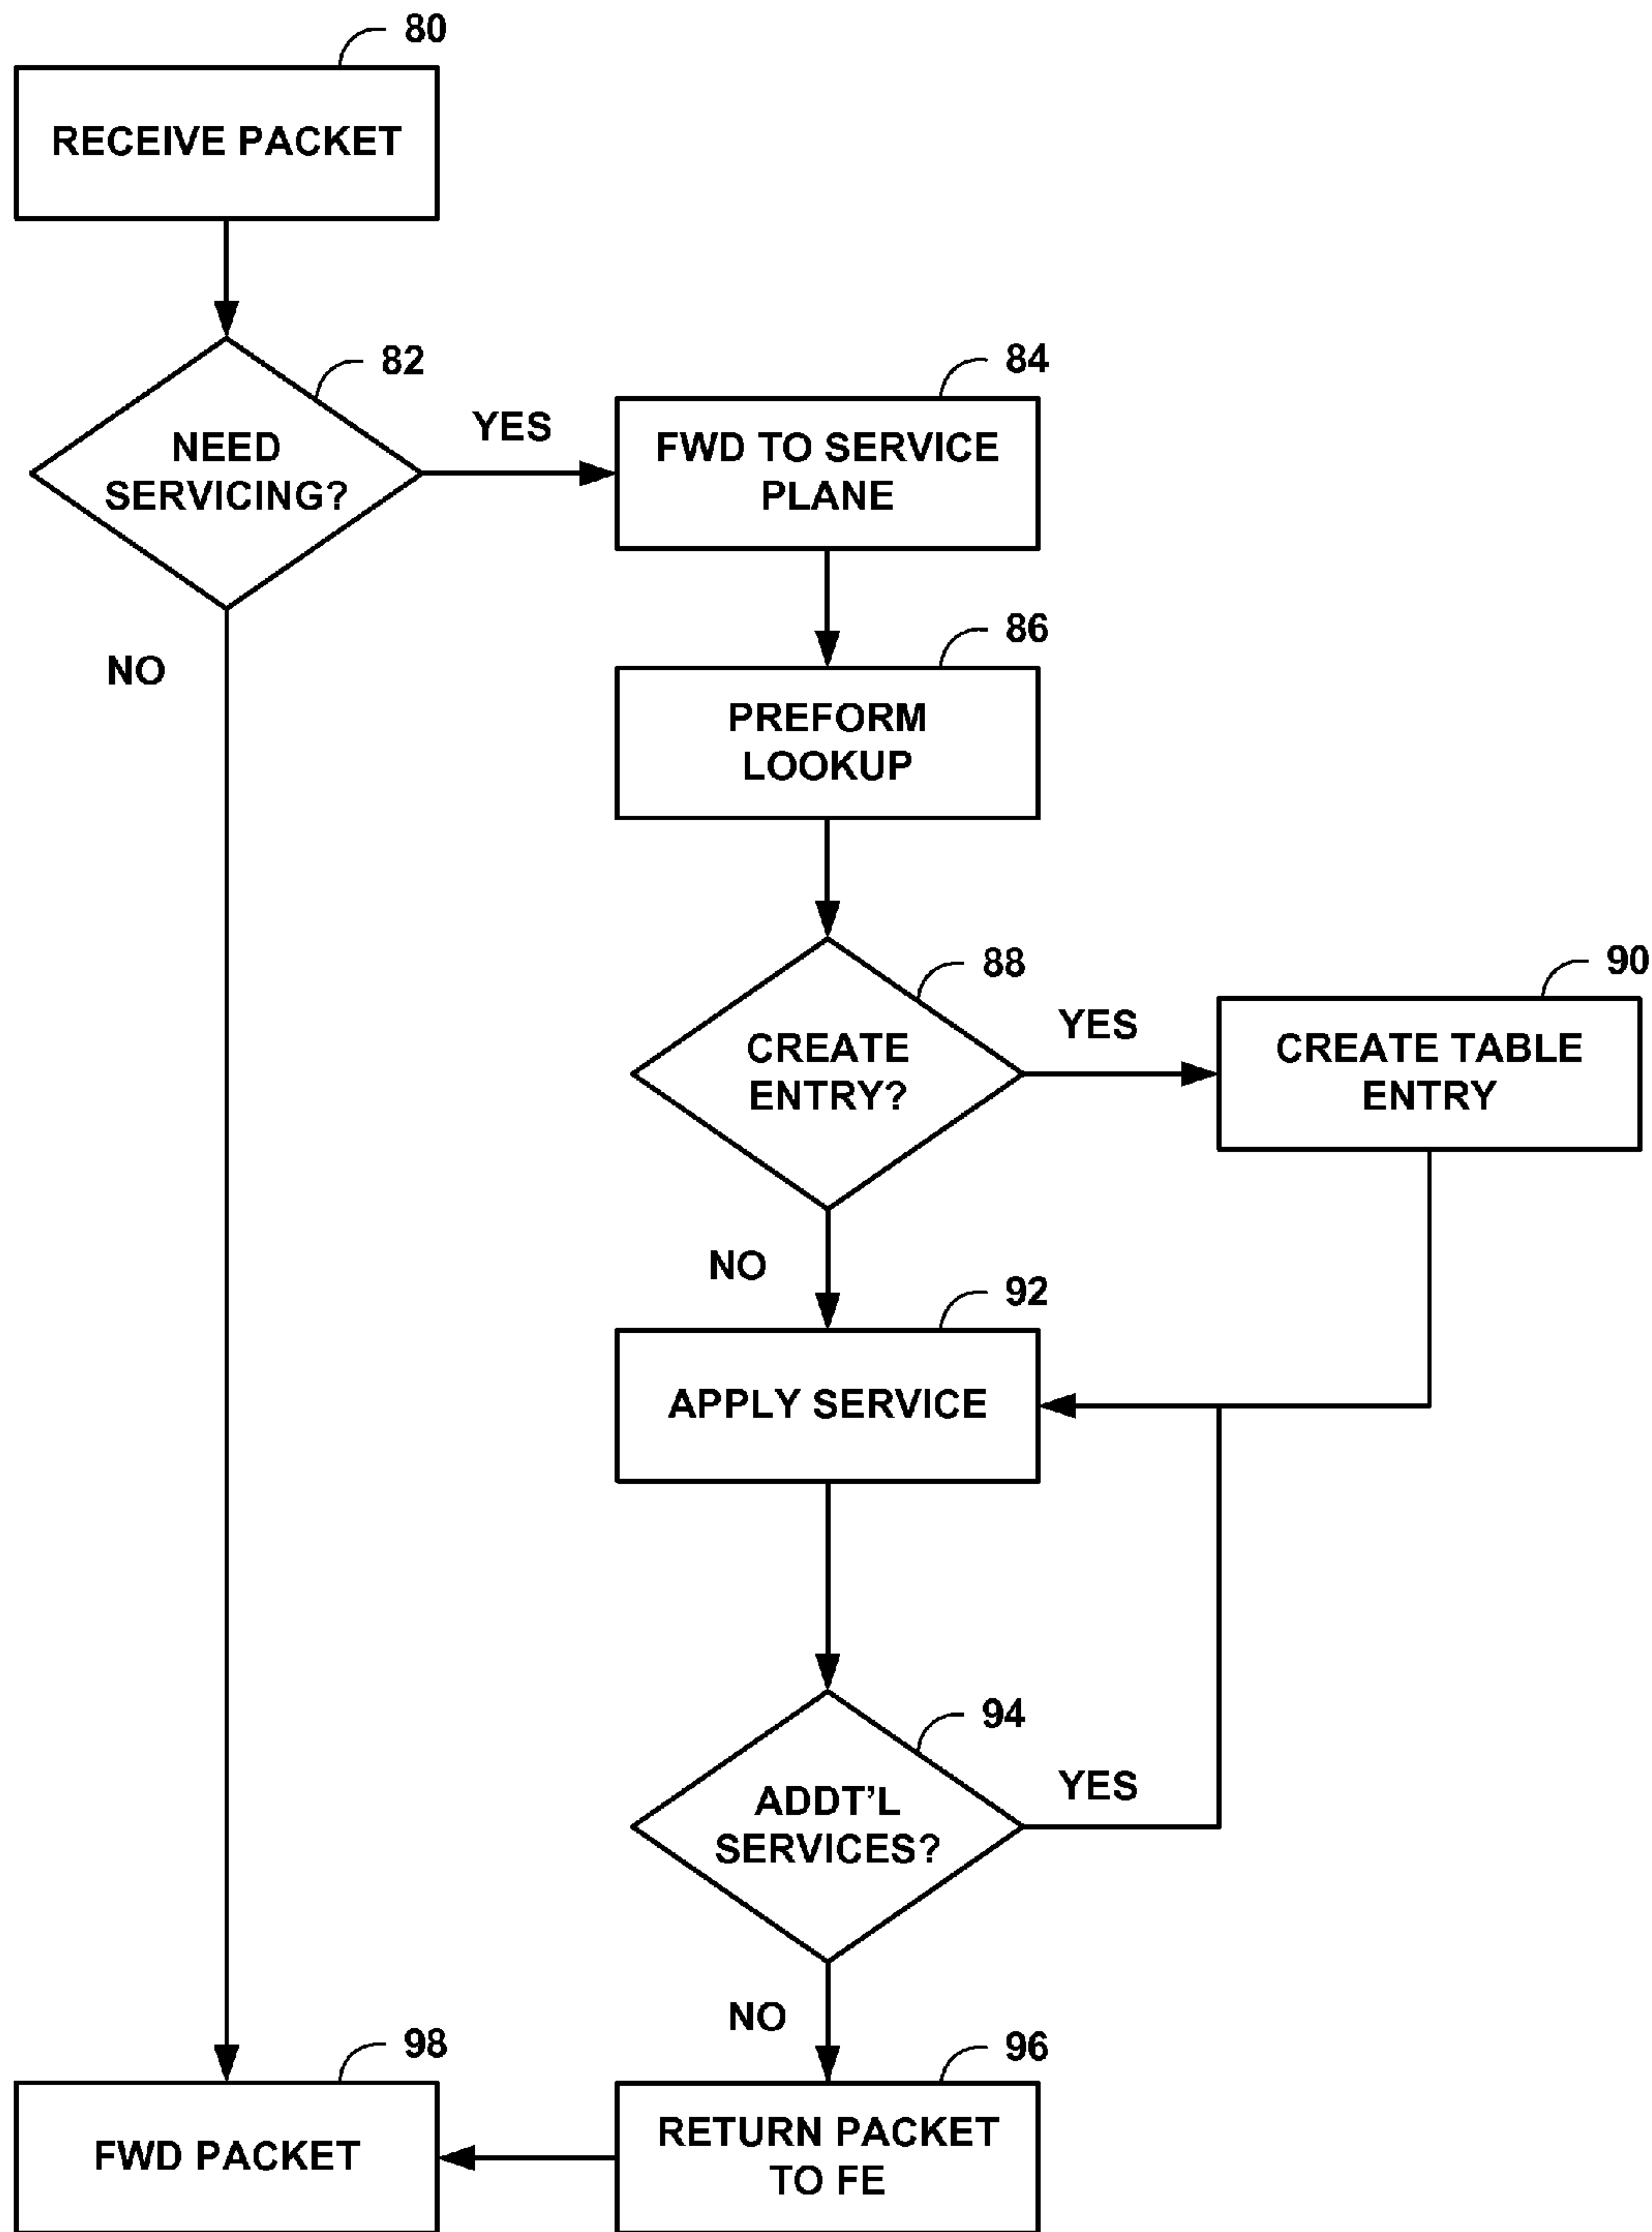 80
RECEIVE PACKET
82
NEED
SERVICING?
YES
NO
84
FWD TO SERVICE
PLANE
86
PREFORM
LOOKUP
88
CREATE
ENTRY?
YES
90
CREATE TABLE
ENTRY
NO
92
APPLY SERVICE
94
ADDT'L
SERVICES?
YES
NO
96
RETURN PACKET
TO FE
98
FWD PACKET